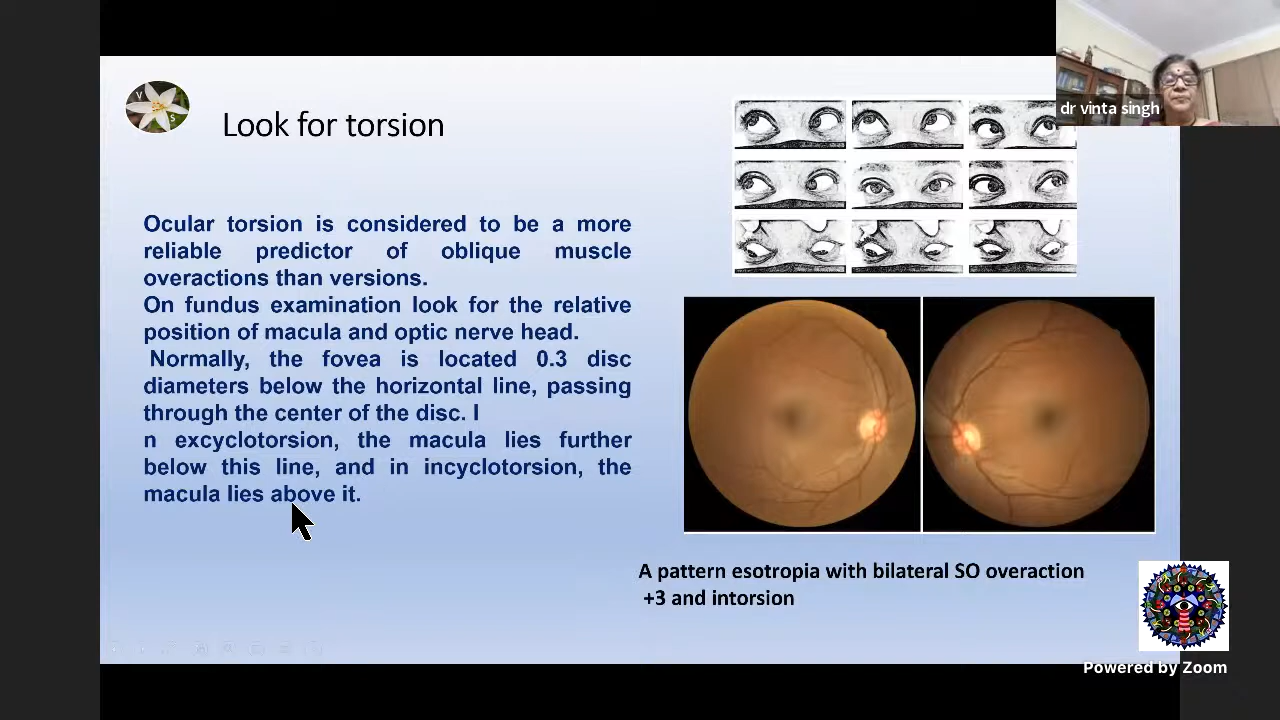 dr vinta singh
V
S
Look for torsion
Ocular torsion is considered to be a more
reliable predictor of oblique muscle
overactions than versions.
On fundus examination look for the relative
position of macula and optic nerve head.
Normally, the fovea is located 0.3 disc
diameters below the horizontal line, passing
through the center of the disc. I
n excyclotorsion, the macula lies further
below this line, and in incyclotorsion, the
macula lies above it.
A pattern esotropia with bilateral SO overaction
+3 and intorsion
Powered by Zoom